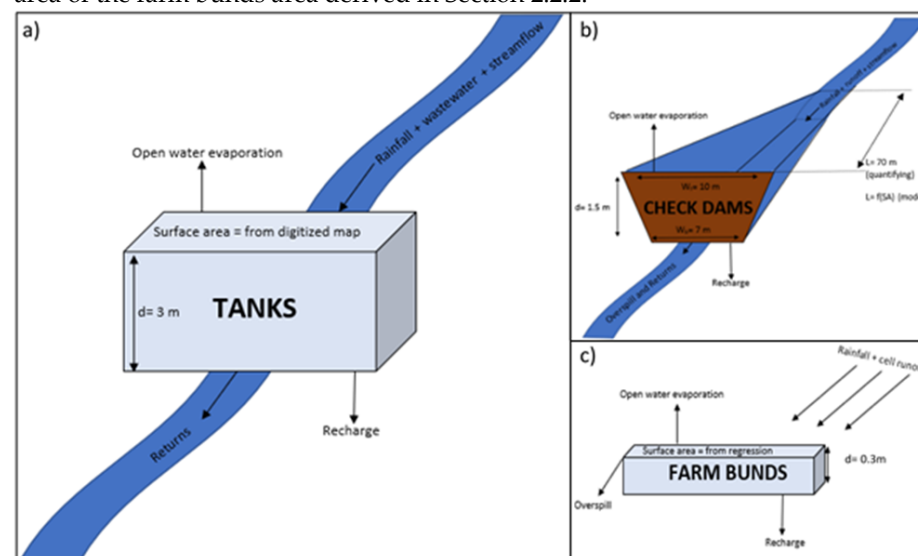 area of the farm bunds area derived in Section 2.2.2.
a)
Rainfall + wastewater + streamflow
Open water evaporation
Surface area = from digitized map
d= 3 m
TANKS
Recharge
Returns
b)
Rainfall + runoff + streamflow
Open water evaporation
L= 70 m
(quantifying)
L= f(SA) (mode
W₁= 10 m
d= 1.5 m
CHECK DAMS
= 7 m
Recharge
Overspill and Returns
c)
Rainfall + cell runo
Open water evaporation
Surface area = from regression
d= 0.3m
FARM BUNDS
Overspill
Recharge